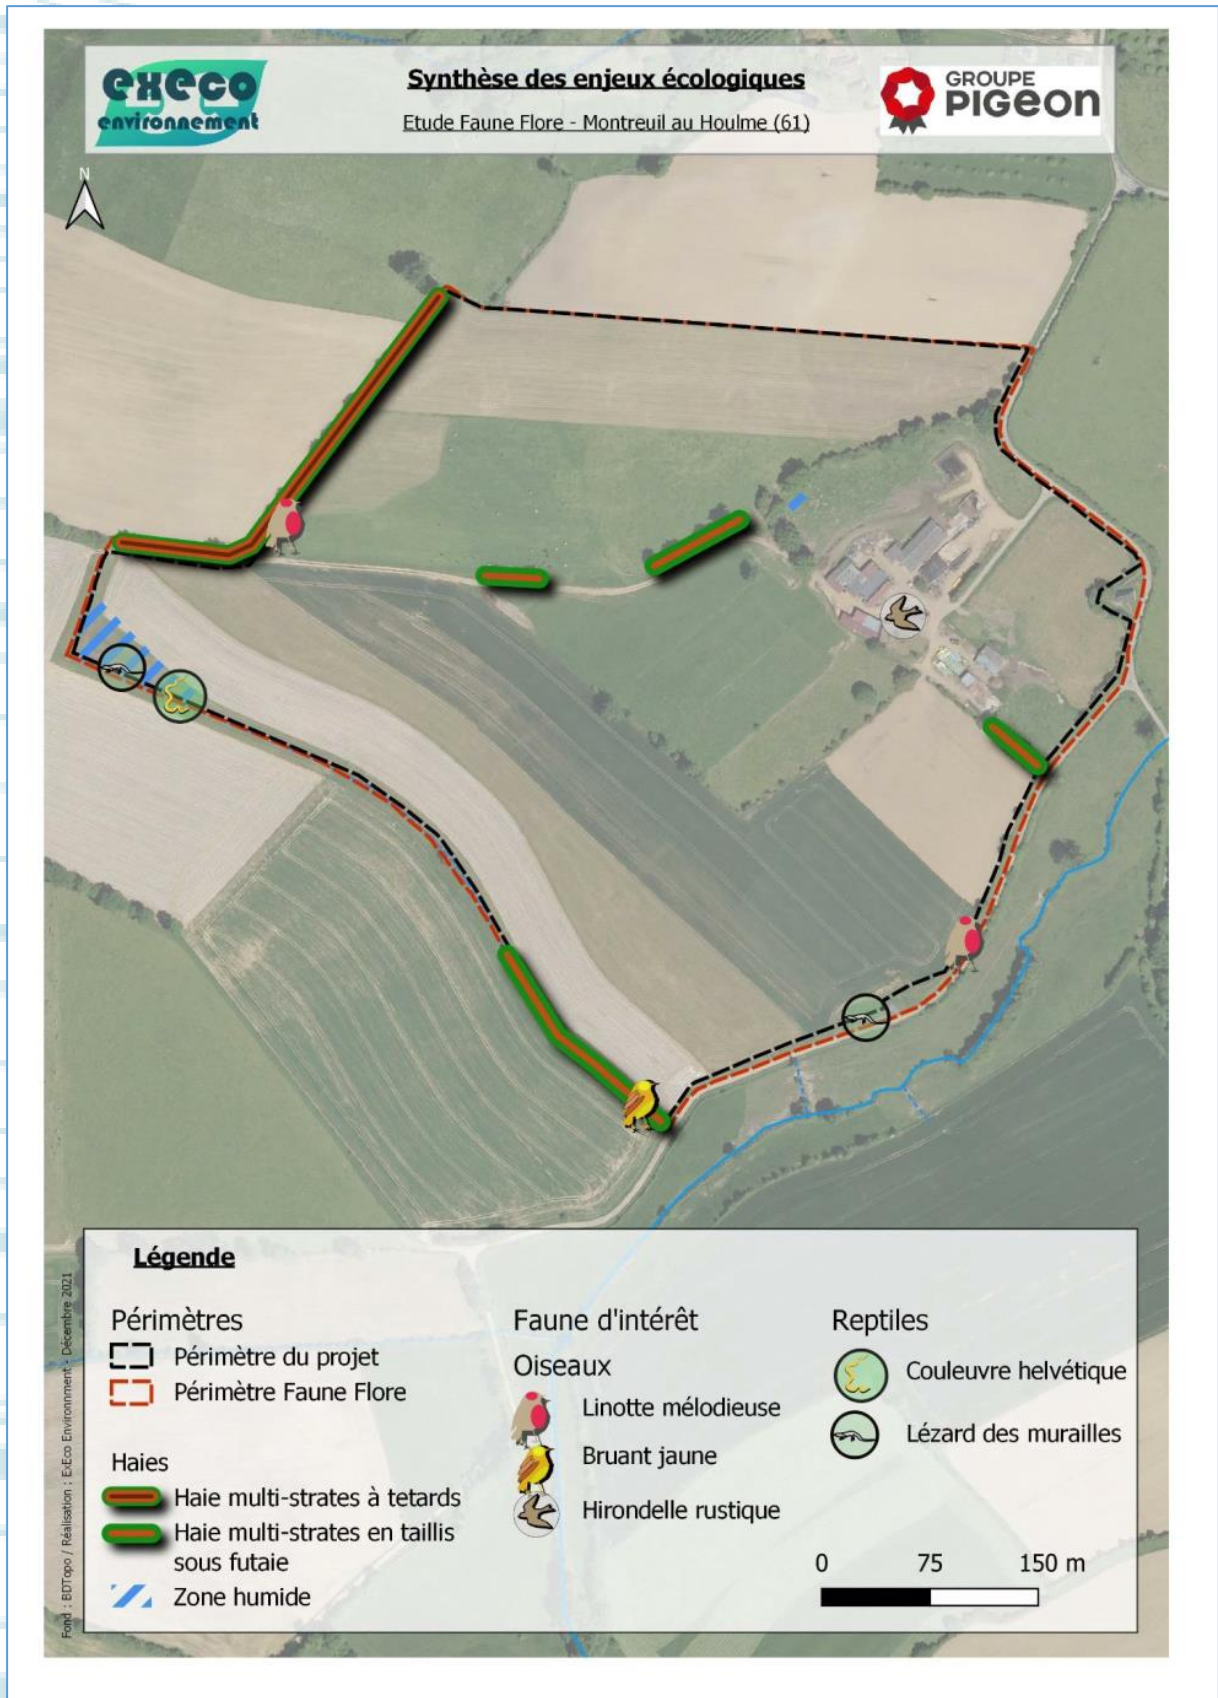 execo
environnement
Synthèse des enjeux écologiques
Etude Faune Flore - Montreuil au Houlme (61)
GROUPE
PIGEON
N
Légende
Périmètres
Périmètre du projet
Périmètre Faune Flore
Haies
Haie multi-strates à tetards
Haie multi-strates en taillis
sous futaie
Zone humide
Faune d'intérêt
Oiseaux
Linotte mélodieuse
Bruant jaune
Hirondelle rustique
Reptiles
Couleuvre helvétique
Lézard des murailles
0 75 150 m
Fond : BDTopo / Réalisation : ExEco Environnment - Décembre 2021